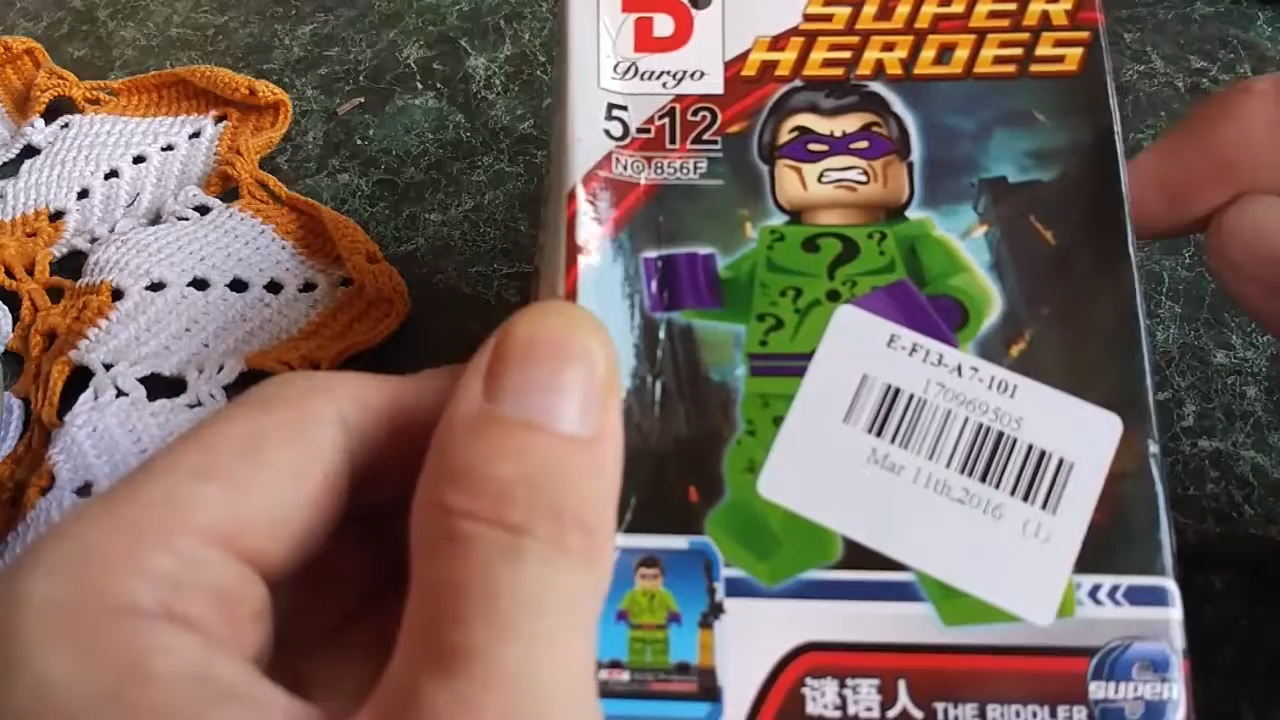 SUPER
HEROES
Dargo
5-12
NO.856F
E-F13-A7-101
170969505
Mar 11th,2016 (1)
谜语人 THE RIDDLER
SUPER